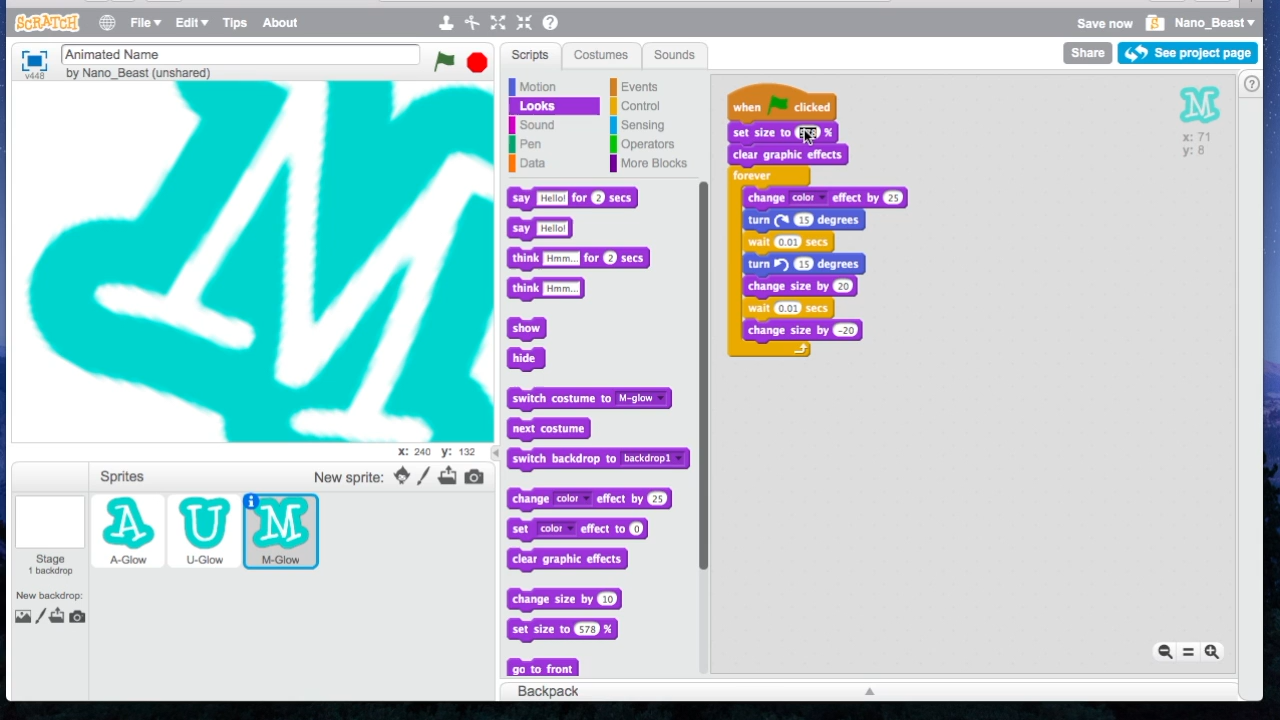 SCRATCH
File▼ Edit▼ Tips About
Save now Nano_Beast▼
v448
Animated Name
by Nano_Beast (unshared)
Scripts Costumes Sounds
Share See project page
Motion Events
Looks Control
Sound Sensing
Pen Operators
Data More Blocks
say Hello! for 2 secs
say Hello!
think Hmm... for 2 secs
think Hmm...
show
hide
switch costume to M-glow
next costume
switch backdrop to backdrop1
change color effect by 25
set color effect to 0
clear graphic effects
change size by 10
set size to 578 %
go to front
when clicked
set size to %
clear graphic effects
forever
change color effect by 25
turn 15 degrees
wait 0.01 secs
turn 15 degrees
change size by 20
wait 0.01 secs
change size by -20
M
x: 71
y: 8
M
x: 240 y: 132
Sprites New sprite:
Stage
1 backdrop
New backdrop:
A U M
A-Glow U-Glow M-Glow
Backpack